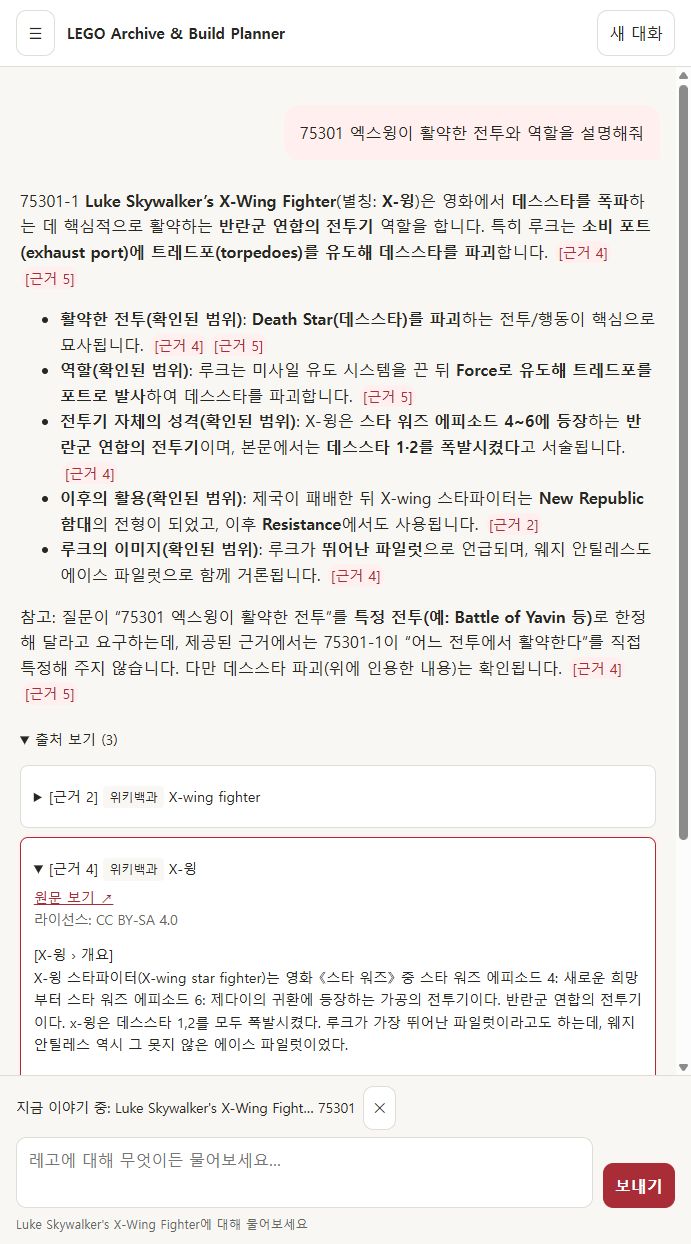 ☰ LEGO Archive & Build Planner 새 대화
75301 엑스윙이 활약한 전투와 역할을 설명해줘
75301-1 Luke Skywalker’s X-Wing Fighter(별칭: X-윙)은 영화에서 데스스타를 폭파하
는 데 핵심적으로 활약하는 반란군 연합의 전투기 역할을 합니다. 특히 루크는 소비 포트
(exhaust port)에 트레드포(torpedoes)를 유도해 데스스타를 파괴합니다. [근거 4]
[근거 5]
• 활약한 전투(확인된 범위): Death Star(데스스타)를 파괴하는 전투/행동이 핵심으로
묘사됩니다. [근거 4] [근거 5]
• 역할(확인된 범위): 루크는 미사일 유도 시스템을 끈 뒤 Force로 유도해 트레드포를
포트로 발사하여 데스스타를 파괴합니다. [근거 5]
• 전투기 자체의 성격(확인된 범위): X-윙은 스타 워즈 에피소드 4~6에 등장하는 반
란군 연합의 전투기이며, 본문에서는 데스스타 1·2를 폭발시켰다고 서술됩니다.
[근거 4]
• 이후의 활용(확인된 범위): 제국이 패배한 뒤 X-wing 스타파이터는 New Republic
함대의 전형이 되었고, 이후 Resistance에서도 사용됩니다. [근거 2]
• 루크의 이미지(확인된 범위): 루크가 뛰어난 파일럿으로 언급되며, 웨지 안틸레스도
에이스 파일럿으로 함께 거론됩니다. [근거 4]
참고: 질문이 “75301 엑스윙이 활약한 전투”를 특정 전투(예: Battle of Yavin 등)로 한정
해 달라고 요구하는데, 제공된 근거에서는 75301-1이 “어느 전투에서 활약한다”를 직접
특정해 주지 않습니다. 다만 데스스타 파괴(위에 인용한 내용)는 확인됩니다. [근거 4]
[근거 5]
▼ 출처 보기 (3)
▶ [근거 2] 위키백과 X-wing fighter
▼ [근거 4] 위키백과 X-윙
원문 보기 ↗
라이선스: CC BY-SA 4.0
[X-윙 › 개요]
X-윙 스타파이터(X-wing star fighter)는 영화 《스타 워즈》 중 스타 워즈 에피소드 4: 새로운 희망
부터 스타 워즈 에피소드 6: 제다이의 귀환에 등장하는 가공의 전투기이다. 반란군 연합의 전투기
이다. x-윙은 데스스타 1,2를 모두 폭발시켰다. 루크가 가장 뛰어난 파일럿이라고도 하는데, 웨지
안틸레스 역시 그 못지 않은 에이스 파일럿이었다.
지금 이야기 중: Luke Skywalker's X-Wing Fight... 75301 ×
레고에 대해 무엇이든 물어보세요...
보내기
Luke Skywalker's X-Wing Fighter에 대해 물어보세요